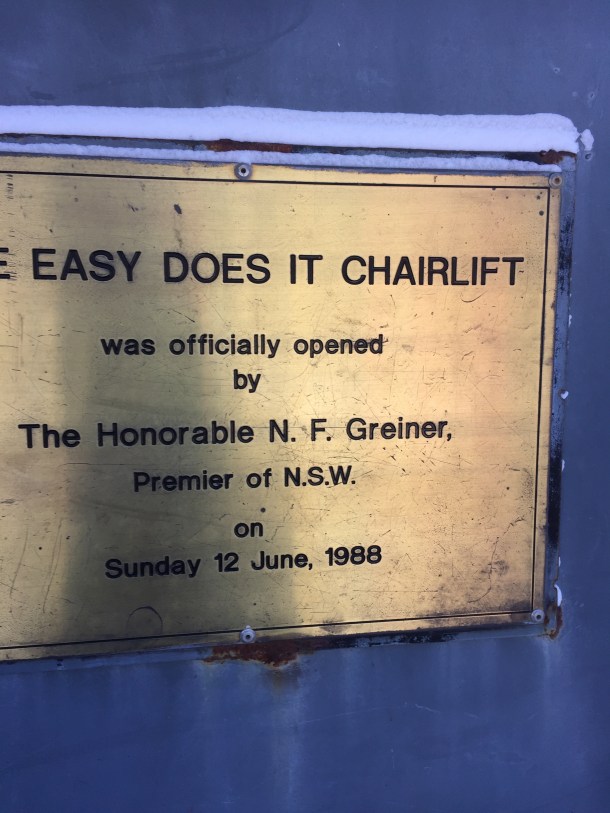 E EASY DOES IT CHAIRLIFT
was officially opened
by
The Honorable N. F. Greiner,
Premier of N.S.W.
on
Sunday 12 June, 1988